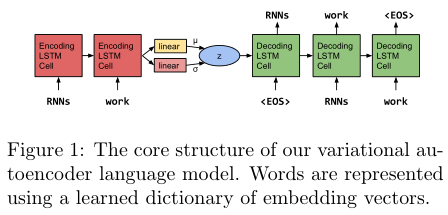 RNNs work <EOS>
Encoding LSTM Cell
Encoding LSTM Cell
linear
μ
linear
σ
z
Decoding LSTM Cell
Decoding LSTM Cell
Decoding LSTM Cell
RNNs work <EOS> RNNs work
Figure 1: The core structure of our variational au-
toencoder language model. Words are represented
using a learned dictionary of embedding vectors.